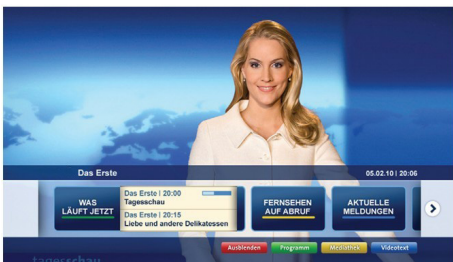 Das Erste
05.02.10 | 20:06
WAS
LÄUFT JETZT
Das Erste | 20:00
Tagesschau
Das Erste | 20:15
Liebe und andere Delikatessen
FERNSEHEN
AUF ABRUF
AKTUELLE
MELDUNGEN
Ausblenden
Programm
Mediathek
Videotext
tagesschau